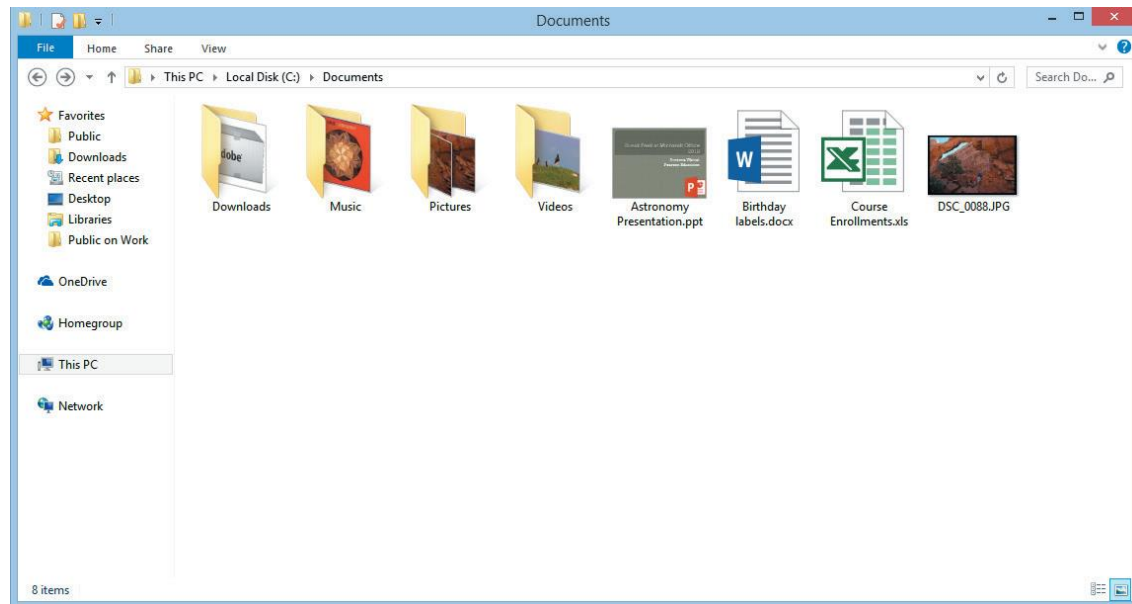 Documents
File Home Share View
This PC Local Disk (C:) Documents
Search Do...
Favorites
Public
Downloads
Recent places
Desktop
Libraries
Public on Work
OneDrive
Homegroup
This PC
Network
Adobe
Downloads
Music
Pictures
Videos
P
Astronomy
Presentation.ppt
W
Birthday
labels.docx
X
Course
Enrollments.xls
DSC_0088.JPG
8 items